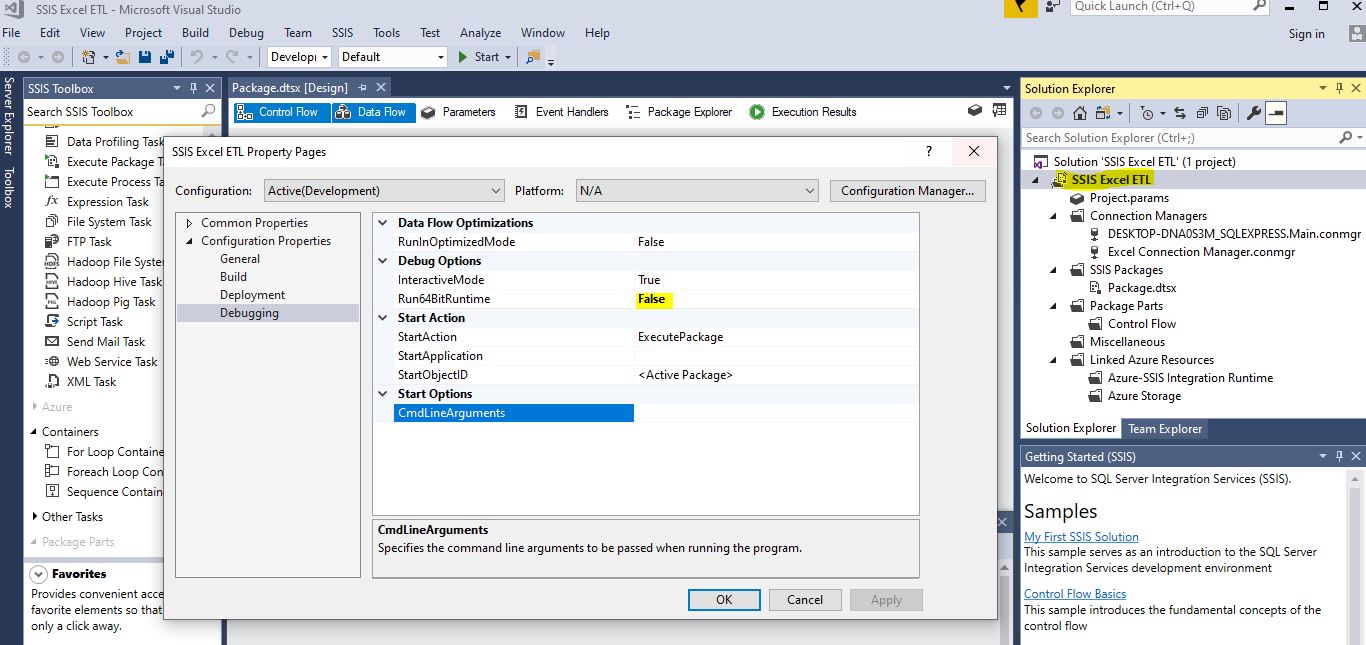 SSIS Excel ETL - Microsoft Visual Studio
Quick Launch (Ctrl+Q)
File Edit View Project Build Debug Team SSIS Tools Test Analyze Window Help
Sign in
Developi Default Start
Server Explorer
Toolbox
SSIS Toolbox
Search SSIS Toolbox
Data Profiling Task
Execute Package T
Execute Process Ta
Expression Task
File System Task
FTP Task
Hadoop File System
Hadoop Hive Task
Hadoop Pig Task
Script Task
Send Mail Task
Web Service Task
XML Task
Azure
Containers
For Loop Containe
Foreach Loop Con
Sequence Contain
Other Tasks
Package Parts
Favorites
Provides convenient acce
favorite elements so that
only a click away.
Package.dtsx [Design]
Control Flow Data Flow Parameters Event Handlers Package Explorer Execution Results
SSIS Excel ETL Property Pages
?
Configuration: Active(Development) Platform: N/A Configuration Manager...
Common Properties
Configuration Properties
General
Build
Deployment
Debugging
Data Flow Optimizations
RunInOptimizedMode False
Debug Options
InteractiveMode True
Run64BitRuntime False
Start Action
StartAction ExecutePackage
StartApplication
StartObjectID <Active Package>
Start Options
CmdLineArguments
CmdLineArguments
Specifies the command line arguments to be passed when running the program.
OK Cancel Apply
Solution Explorer
Search Solution Explorer (Ctrl+;)
Solution 'SSIS Excel ETL' (1 project)
SSIS Excel ETL
Project.params
Connection Managers
DESKTOP-DNA0S3M_SQLEXPRESS.Main.conmgr
Excel Connection Manager.conmgr
SSIS Packages
Package.dtsx
Package Parts
Control Flow
Miscellaneous
Linked Azure Resources
Azure-SSIS Integration Runtime
Azure Storage
Solution Explorer Team Explorer
Getting Started (SSIS)
Welcome to SQL Server Integration Services (SSIS).
Samples
My First SSIS Solution
This sample serves as an introduction to the SQL Server
Integration Services development environment
Control Flow Basics
This sample introduces the fundamental concepts of the
control flow